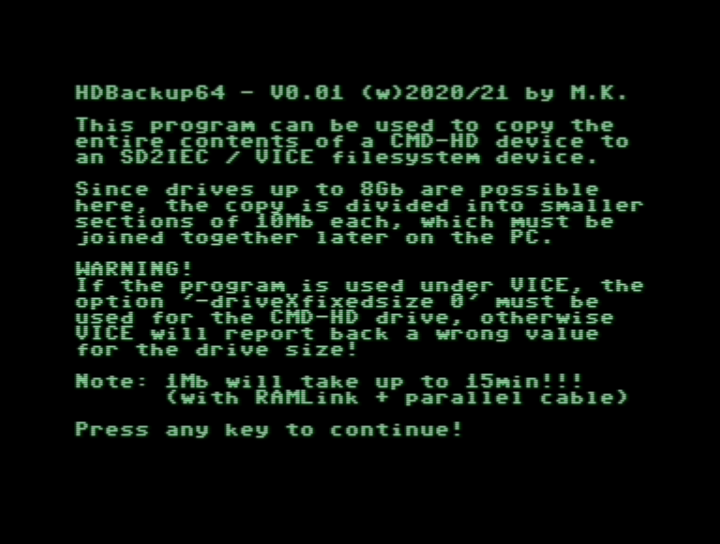 HDBackup64 - V0.01 (w)2020/21 by M.K.
This program can be used to copy the
entire contents of a CMD-HD device to
an SD2IEC / VICE filesystem device.
Since drives up to 8Gb are possible
here, the copy is divided into smaller
sections of 10Mb each, which must be
joined together later on the PC.
WARNING!
If the program is used under VICE, the
option '-driveXfixedsize 0' must be
used for the CMD-HD drive, otherwise
VICE will report back a wrong value
for the drive size!
Note: 1Mb will take up to 15min!!!
(with RAMLink + parallel cable)
Press any key to continue!